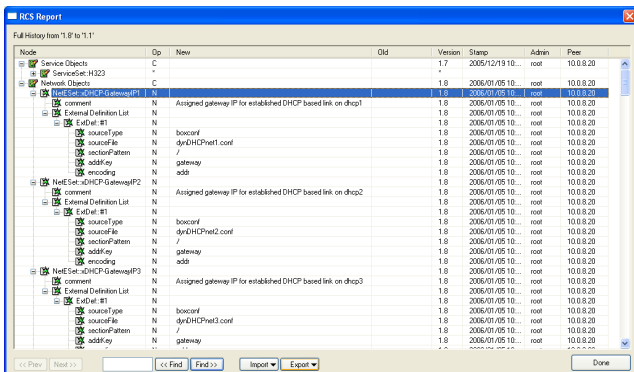 RCS Report
Full History from '1.8' to '1.1'
Node Op New Old Version Stamp Admin Peer
Service Objects C 1.7 2005/12/19 10:... root 10.0.8.20
ServiceSet::H323 * *
Network Objects C 1.8 2006/01/05 10:... root 10.0.8.20
NetESet::xDHCP-GatewayIP1 N 1.8 2006/01/05 10:... root 10.0.8.20
comment N Assigned gateway IP for established DHCP based link on dhcp1 1.8 2006/01/05 10:... root 10.0.8.20
External Definition List N 1.8 2006/01/05 10:... root 10.0.8.20
ExtDef::#1 N 1.8 2006/01/05 10:... root 10.0.8.20
sourceType N boxconf 1.8 2006/01/05 10:... root 10.0.8.20
sourceFile N dynDHCPnet1.conf 1.8 2006/01/05 10:... root 10.0.8.20
sectionPattern N / 1.8 2006/01/05 10:... root 10.0.8.20
addrKey N gateway 1.8 2006/01/05 10:... root 10.0.8.20
encoding N addr 1.8 2006/01/05 10:... root 10.0.8.20
NetESet::xDHCP-GatewayIP2 N 1.8 2006/01/05 10:... root 10.0.8.20
comment N Assigned gateway IP for established DHCP based link on dhcp2 1.8 2006/01/05 10:... root 10.0.8.20
External Definition List N 1.8 2006/01/05 10:... root 10.0.8.20
ExtDef::#1 N 1.8 2006/01/05 10:... root 10.0.8.20
sourceType N boxconf 1.8 2006/01/05 10:... root 10.0.8.20
sourceFile N dynDHCPnet2.conf 1.8 2006/01/05 10:... root 10.0.8.20
sectionPattern N / 1.8 2006/01/05 10:... root 10.0.8.20
addrKey N gateway 1.8 2006/01/05 10:... root 10.0.8.20
encoding N addr 1.8 2006/01/05 10:... root 10.0.8.20
NetESet::xDHCP-GatewayIP3 N 1.8 2006/01/05 10:... root 10.0.8.20
comment N Assigned gateway IP for established DHCP based link on dhcp3 1.8 2006/01/05 10:... root 10.0.8.20
External Definition List N 1.8 2006/01/05 10:... root 10.0.8.20
ExtDef::#1 N 1.8 2006/01/05 10:... root 10.0.8.20
sourceType N boxconf 1.8 2006/01/05 10:... root 10.0.8.20
sourceFile N dynDHCPnet3.conf 1.8 2006/01/05 10:... root 10.0.8.20
sectionPattern N / 1.8 2006/01/05 10:... root 10.0.8.20
addrKey N gateway 1.8 2006/01/05 10:... root 10.0.8.20
<< Prev Next >> << Find Find >> Import Export Done